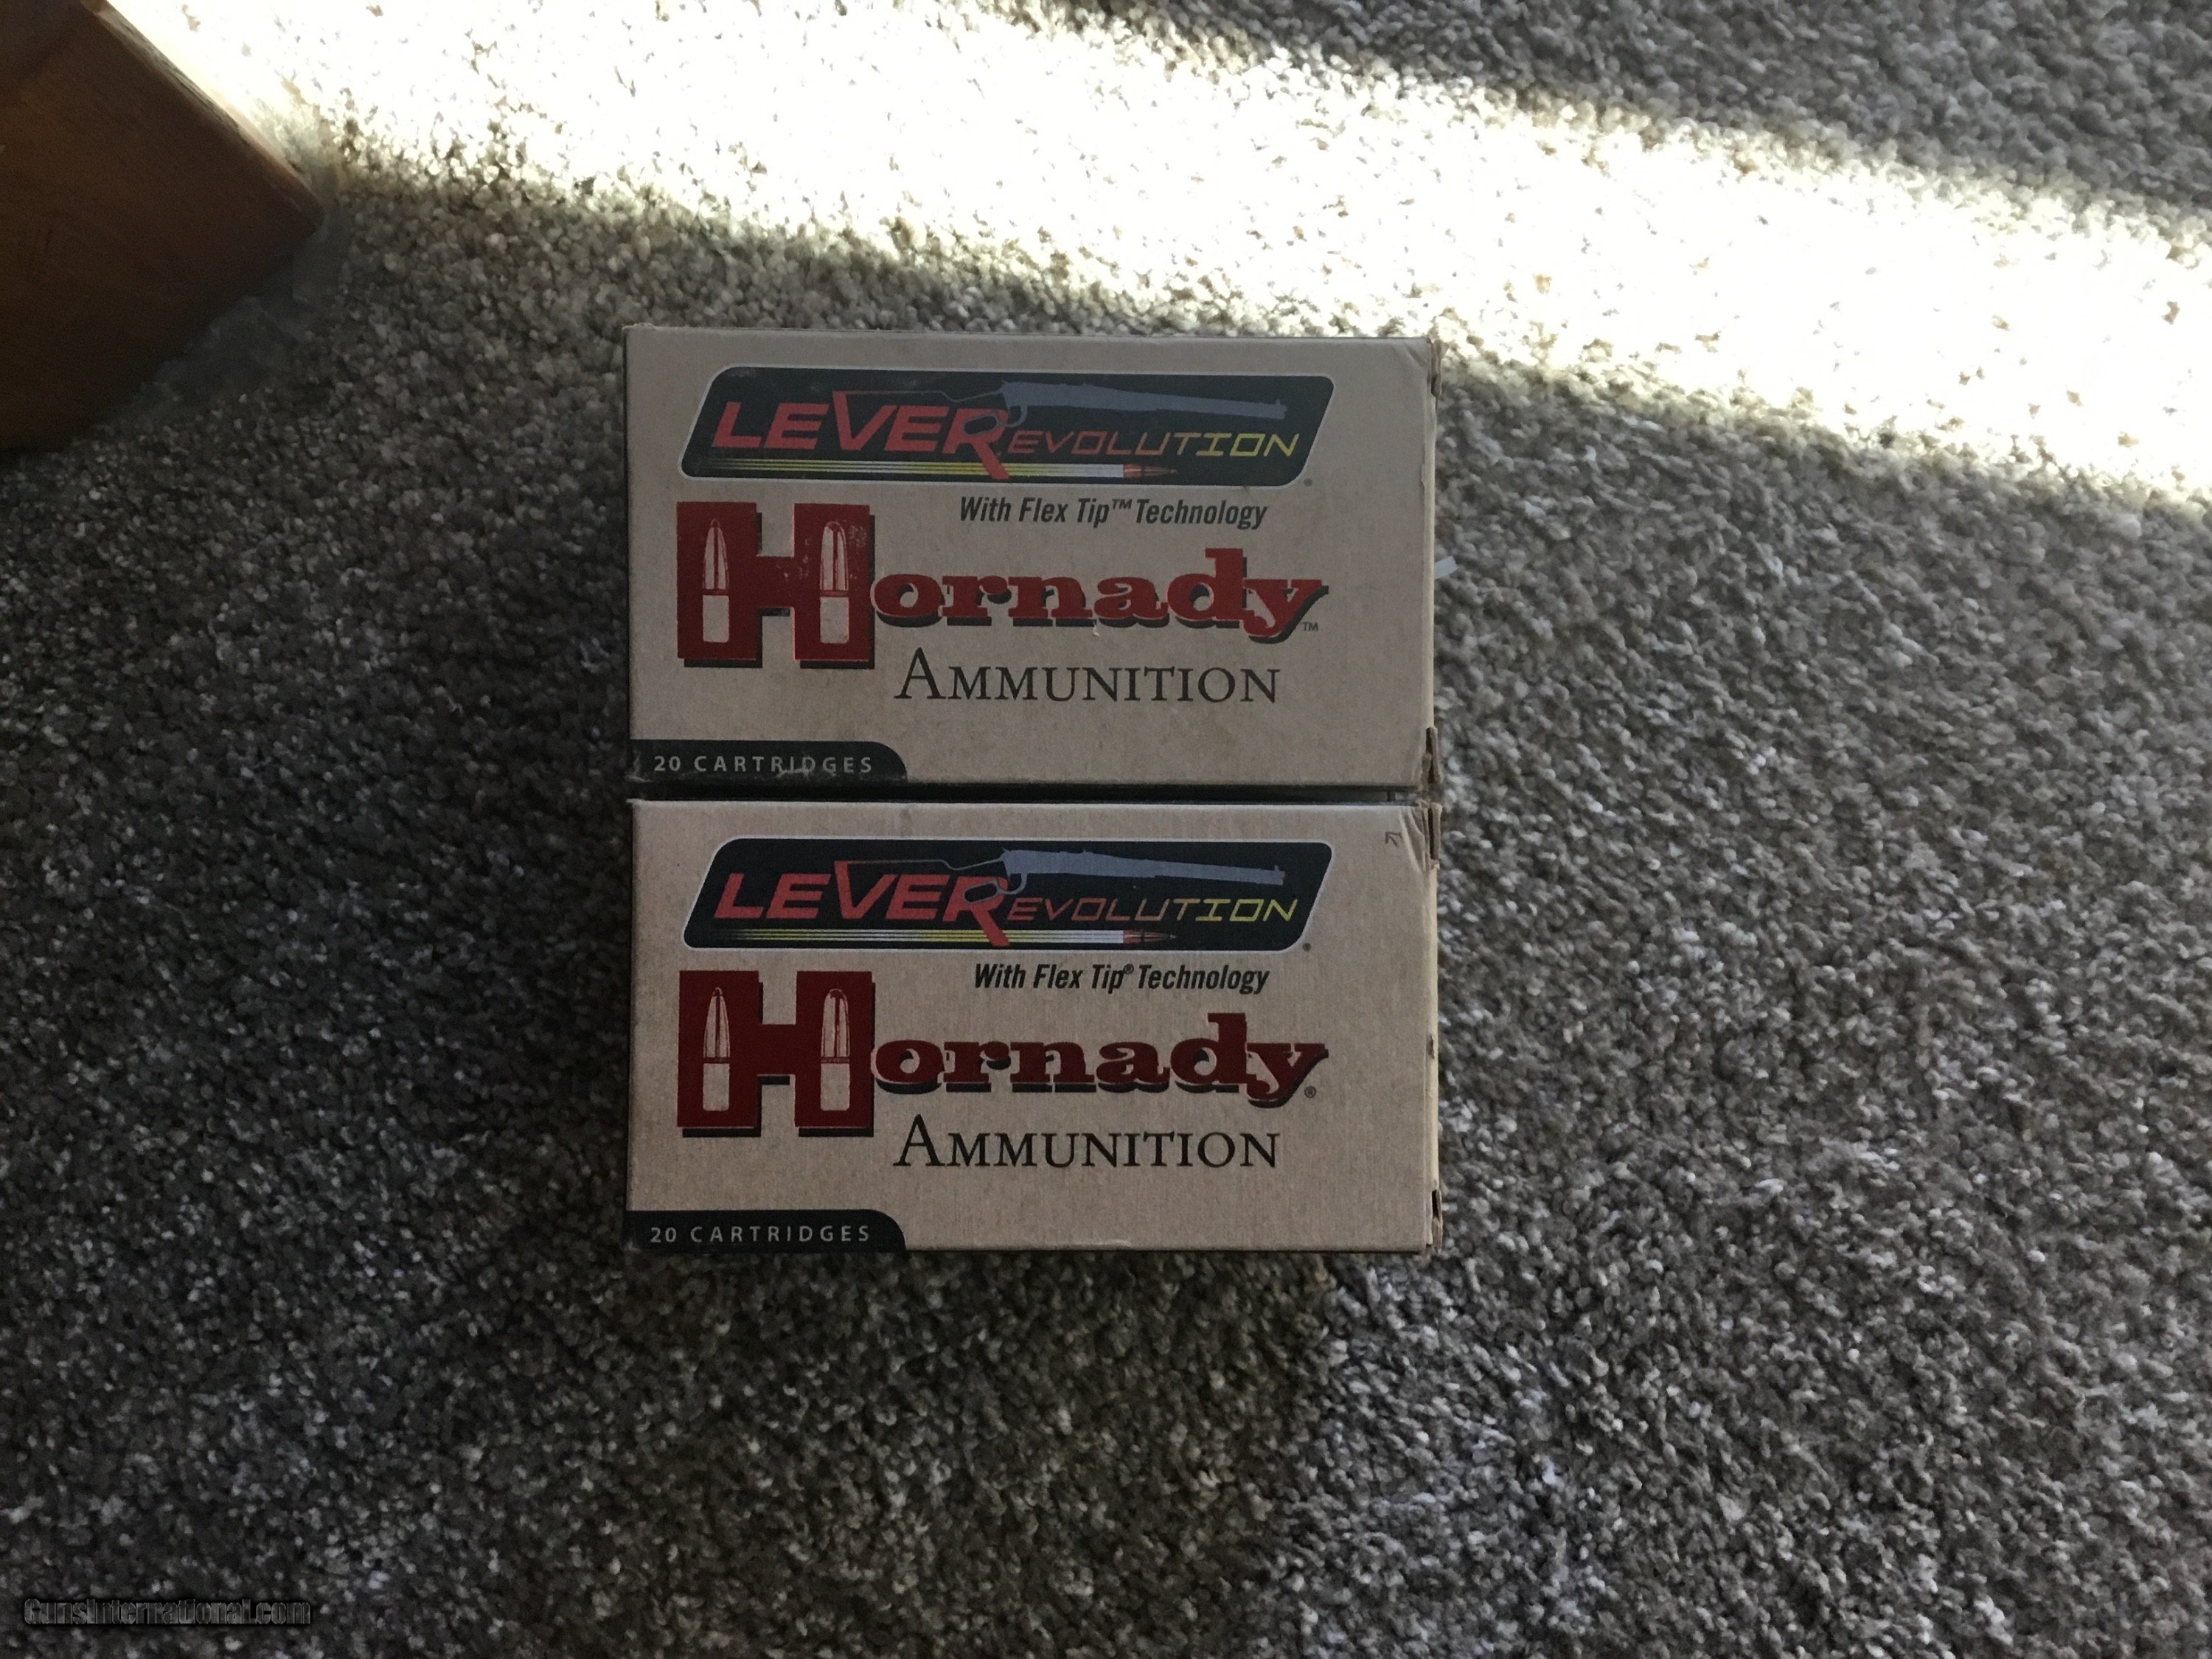 LEVEREVOLUTION
With Flex Tip™ Technology
Hornady™
AMMUNITION
20 CARTRIDGES
LEVEREVOLUTION
With Flex Tip® Technology
Hornady®
AMMUNITION
20 CARTRIDGES
GunsInternational.com